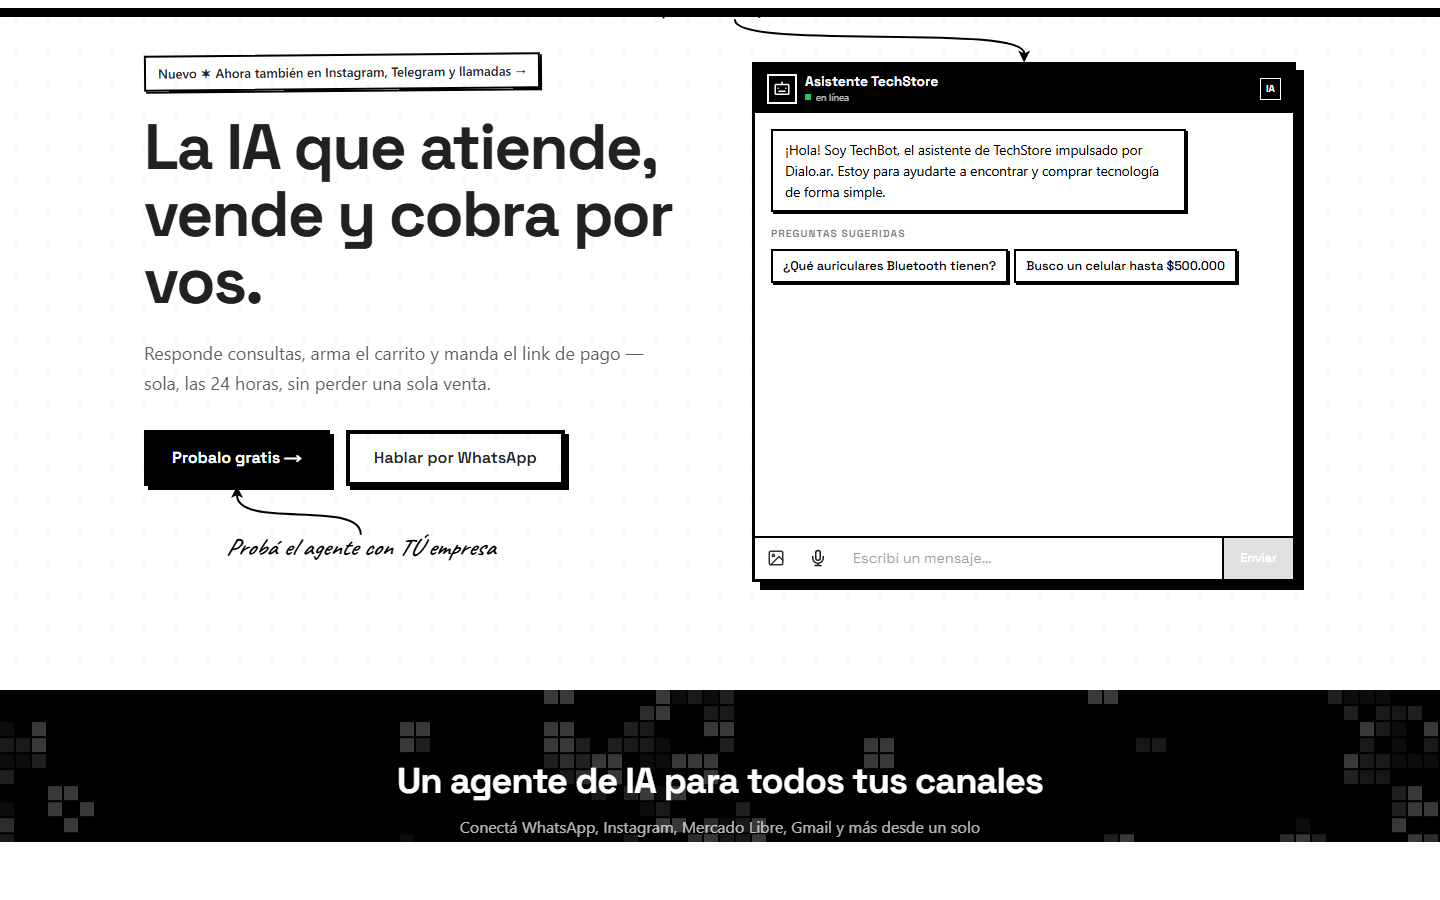 Nuevo ✶ Ahora también en Instagram, Telegram y llamadas →
La IA que atiende,
vende y cobra por
vos.
Responde consultas, arma el carrito y manda el link de pago —
sola, las 24 horas, sin perder una sola venta.
Probalo gratis →
Hablar por WhatsApp
Probá el agente con TÚ empresa
Asistente TechStore
en línea
IA
¡Hola! Soy TechBot, el asistente de TechStore impulsado por
Dialo.ar. Estoy para ayudarte a encontrar y comprar tecnología
de forma simple.
PREGUNTAS SUGERIDAS
¿Qué auriculares Bluetooth tienen?
Busco un celular hasta $500.000
Escribí un mensaje...
Enviar
Un agente de IA para todos tus canales
Conectá WhatsApp, Instagram, Mercado Libre, Gmail y más desde un solo